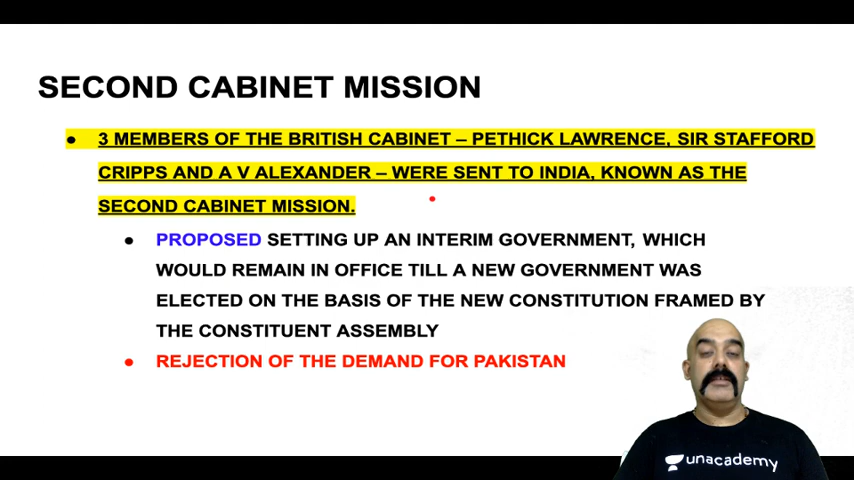 SECOND CABINET MISSION
● 3 MEMBERS OF THE BRITISH CABINET – PETHICK LAWRENCE, SIR STAFFORD
CRIPPS AND A V ALEXANDER – WERE SENT TO INDIA, KNOWN AS THE
SECOND CABINET MISSION.
● PROPOSED SETTING UP AN INTERIM GOVERNMENT, WHICH
WOULD REMAIN IN OFFICE TILL A NEW GOVERNMENT WAS
ELECTED ON THE BASIS OF THE NEW CONSTITUTION FRAMED BY
THE CONSTITUENT ASSEMBLY
● REJECTION OF THE DEMAND FOR PAKISTAN
unacademy